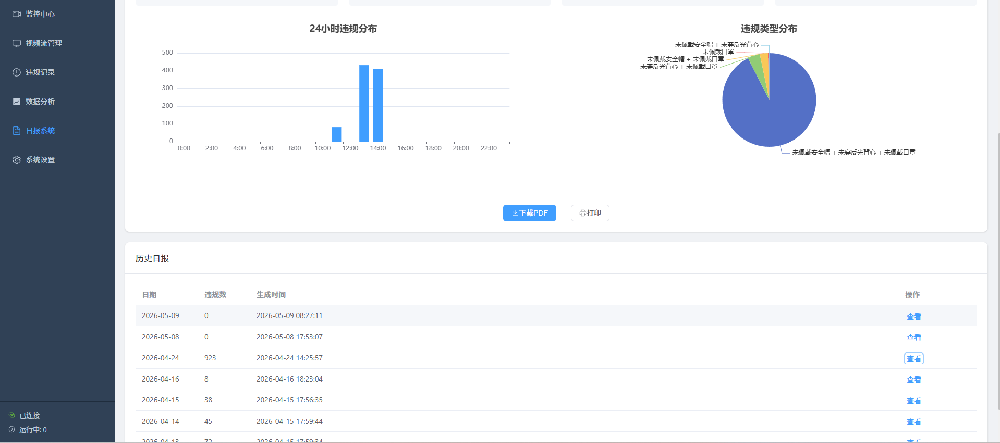 监控中心
视频流管理
违规记录
数据分析
日报系统
系统设置
已连接
运行中: 0
24小时违规分布
500
400
300
200
100
0
0:00 2:00 4:00 6:00 8:00 10:00 12:00 14:00 16:00 18:00 20:00 22:00
违规类型分布
未佩戴安全帽 + 未穿反光背心
未佩戴口罩
未佩戴安全帽 + 未佩戴口罩
未穿反光背心 + 未佩戴口罩
未佩戴安全帽 + 未穿反光背心 + 未佩戴口罩
下载PDF 打印
历史日报
日期 违规数 生成时间 操作
2026-05-09 0 2026-05-09 08:27:11 查看
2026-05-08 0 2026-05-08 17:53:07 查看
2026-04-24 923 2026-04-24 14:25:57 查看
2026-04-16 8 2026-04-16 18:23:04 查看
2026-04-15 38 2026-04-15 17:56:35 查看
2026-04-14 45 2026-04-15 17:59:44 查看
2026-04-13 72 2026-04-15 17:59:34 查看